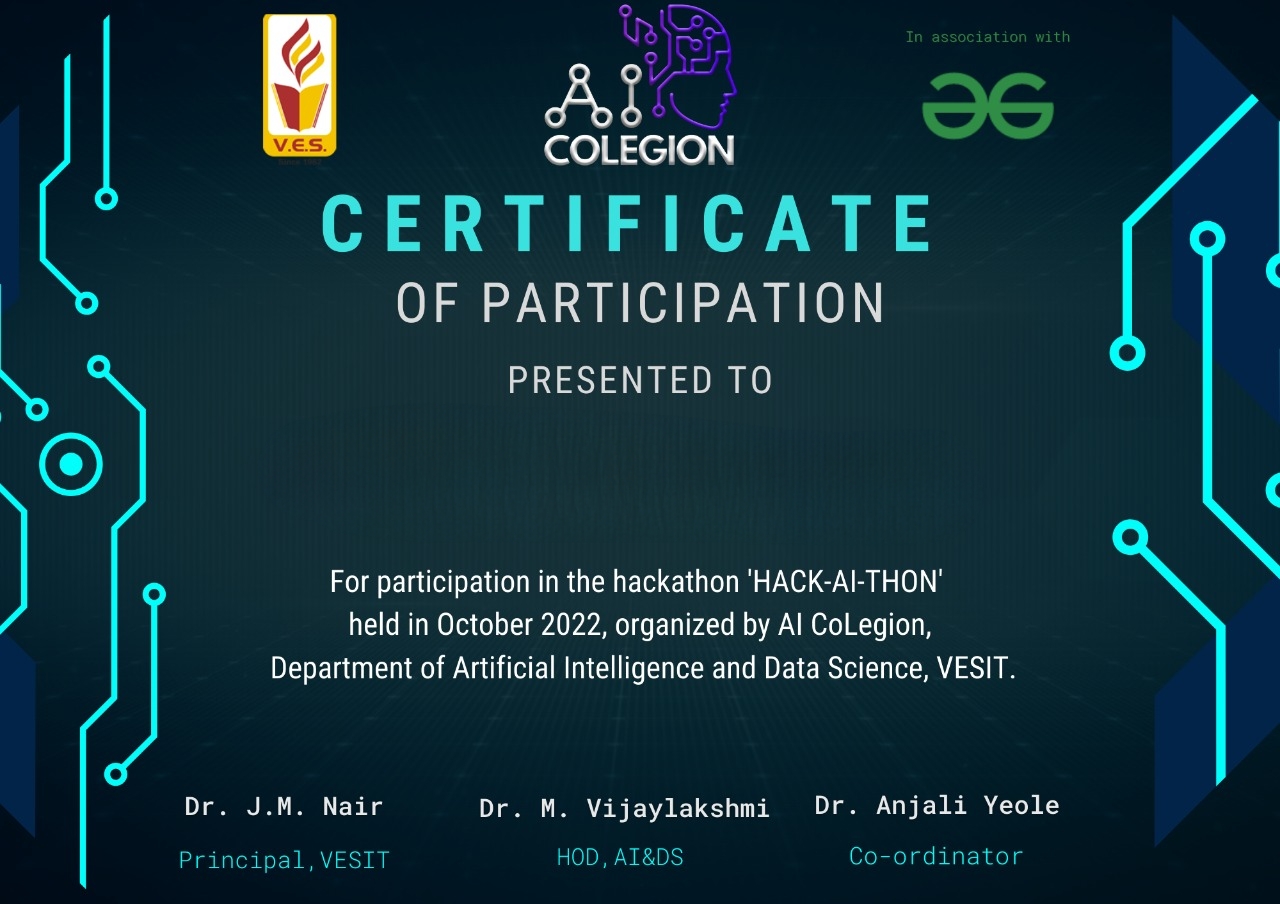 V.E.S.
AI
COLEGION
In association with
CERTIFICATE
OF PARTICIPATION
PRESENTED TO
For participation in the hackathon 'HACK-AI-THON'
held in October 2022, organized by AI CoLegion,
Department of Artificial Intelligence and Data Science, VESIT.
Dr. J.M. Nair
Dr. M. Vijaylakshmi
Dr. Anjali Yeole
Principal,VESIT
HOD,AI&DS
Co-ordinator